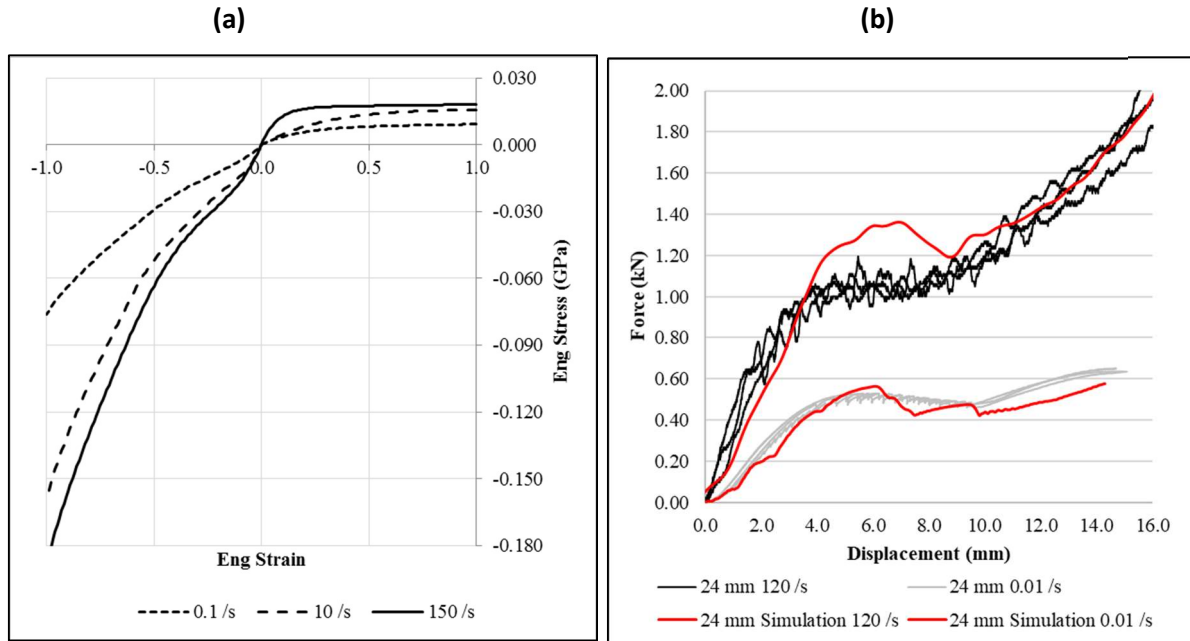 (a)
(b)
0.030
0.000
-0.030
-0.060
-0.090
-0.120
-0.150
-0.180
-1.0 -0.5 0.0 0.5 1.0
Eng Stress (GPa)
Eng Strain
0.1 /s 10 /s 150 /s
2.00
1.80
1.60
1.40
1.20
1.00
0.80
0.60
0.40
0.20
0.00
Force (kN)
0.0 2.0 4.0 6.0 8.0 10.0 12.0 14.0 16.0
Displacement (mm)
24 mm 120 /s 24 mm 0.01 /s
24 mm Simulation 120 /s 24 mm Simulation 0.01 /s